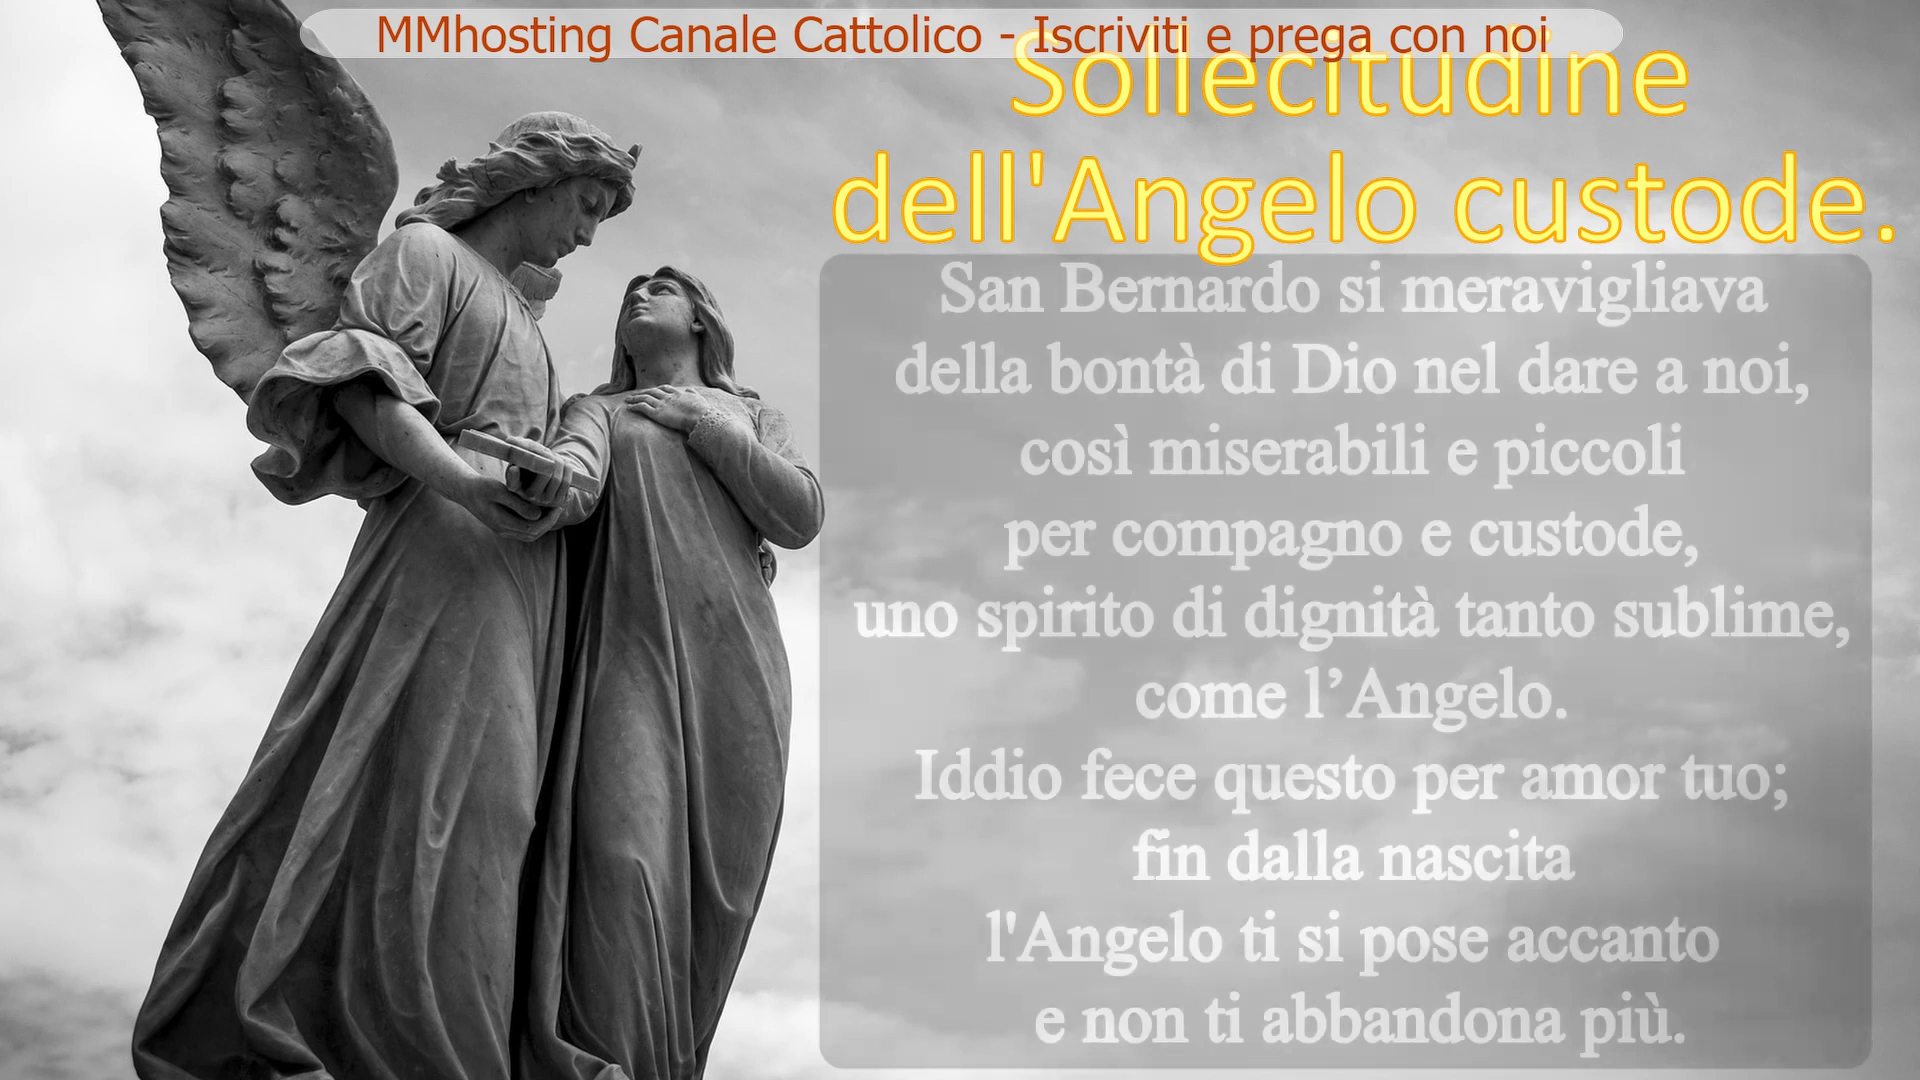 MMhosting Canale Cattolico - Iscriviti e prega con noi
Sollecitudine
dell'Angelo custode.
San Bernardo si meravigliava
della bontà di Dio nel dare a noi,
così miserabili e piccoli
per compagno e custode,
uno spirito di dignità tanto sublime,
come l’Angelo.
Iddio fece questo per amor tuo;
fin dalla nascita
l'Angelo ti si pose accanto
e non ti abbandona più.